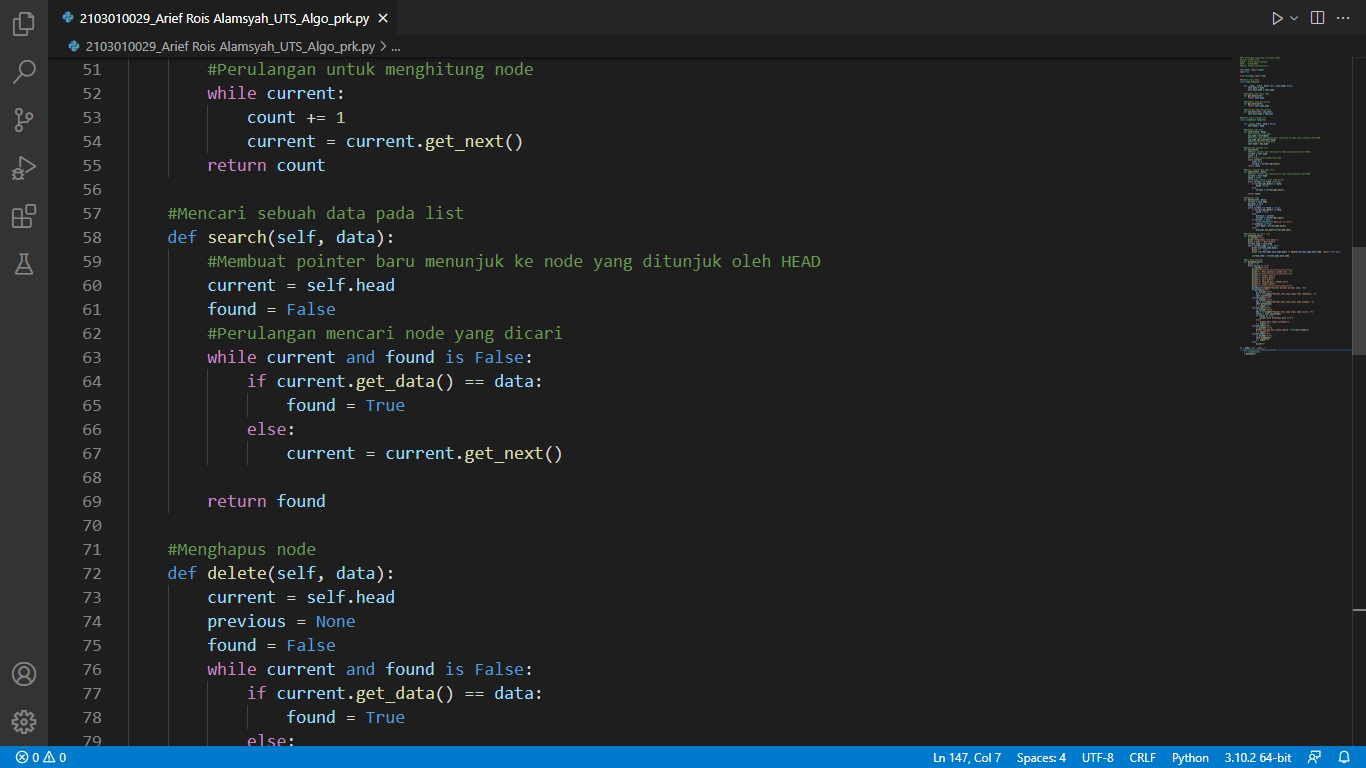 2103010029_Arief Rois Alamsyah_UTS_Algo_prk.py
2103010029_Arief Rois Alamsyah_UTS_Algo_prk.py > ...
51 #Perulangan untuk menghitung node
52 while current:
53 count += 1
54 current = current.get_next()
55 return count
56
57 #Mencari sebuah data pada list
58 def search(self, data):
59 #Membuat pointer baru menunjuk ke node yang ditunjuk oleh HEAD
60 current = self.head
61 found = False
62 #Perulangan mencari node yang dicari
63 while current and found is False:
64 if current.get_data() == data:
65 found = True
66 else:
67 current = current.get_next()
68
69 return found
70
71 #Menghapus node
72 def delete(self, data):
73 current = self.head
74 previous = None
75 found = False
76 while current and found is False:
77 if current.get_data() == data:
78 found = True
79 else:
0 0 Ln 147, Col 7 Spaces: 4 UTF-8 CRLF Python 3.10.2 64-bit